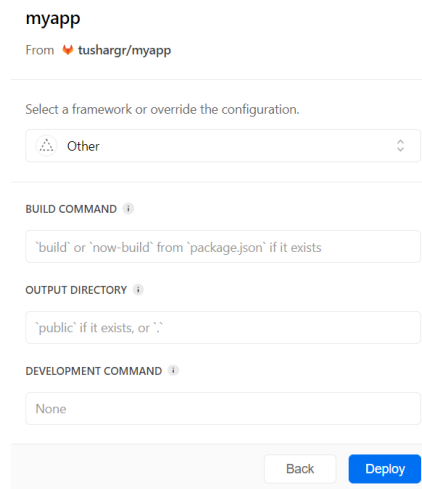 myapp
From tushargr/myapp
Select a framework or override the configuration.
Other
BUILD COMMAND i
`build` or `now-build` from `package.json` if it exists
OUTPUT DIRECTORY i
`public` if it exists, or `.`
DEVELOPMENT COMMAND i
None
Back Deploy